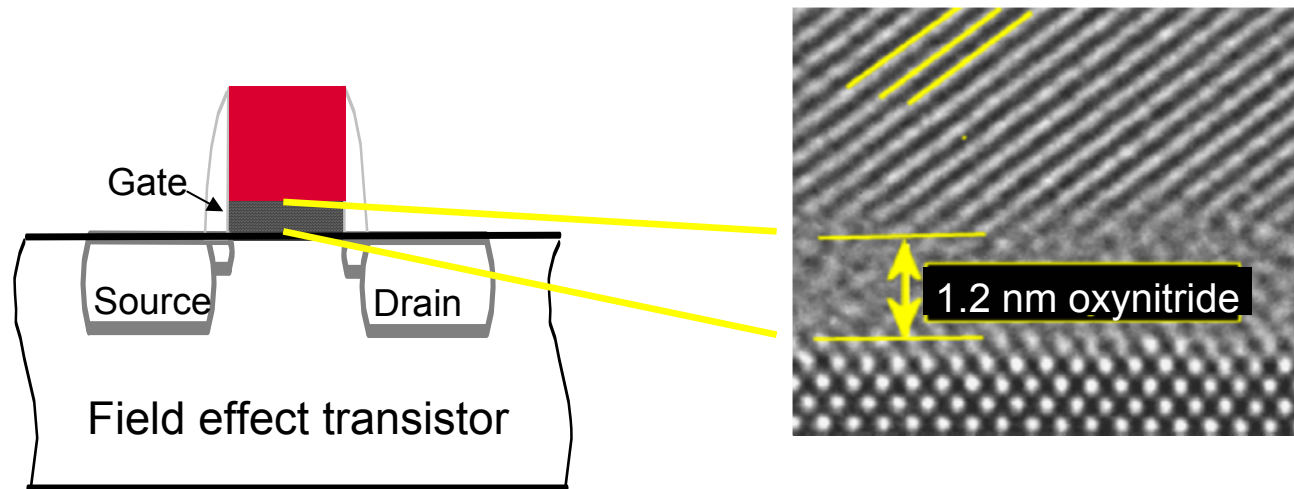 Gate
Source
Drain
Field effect transistor
1.2 nm oxynitride